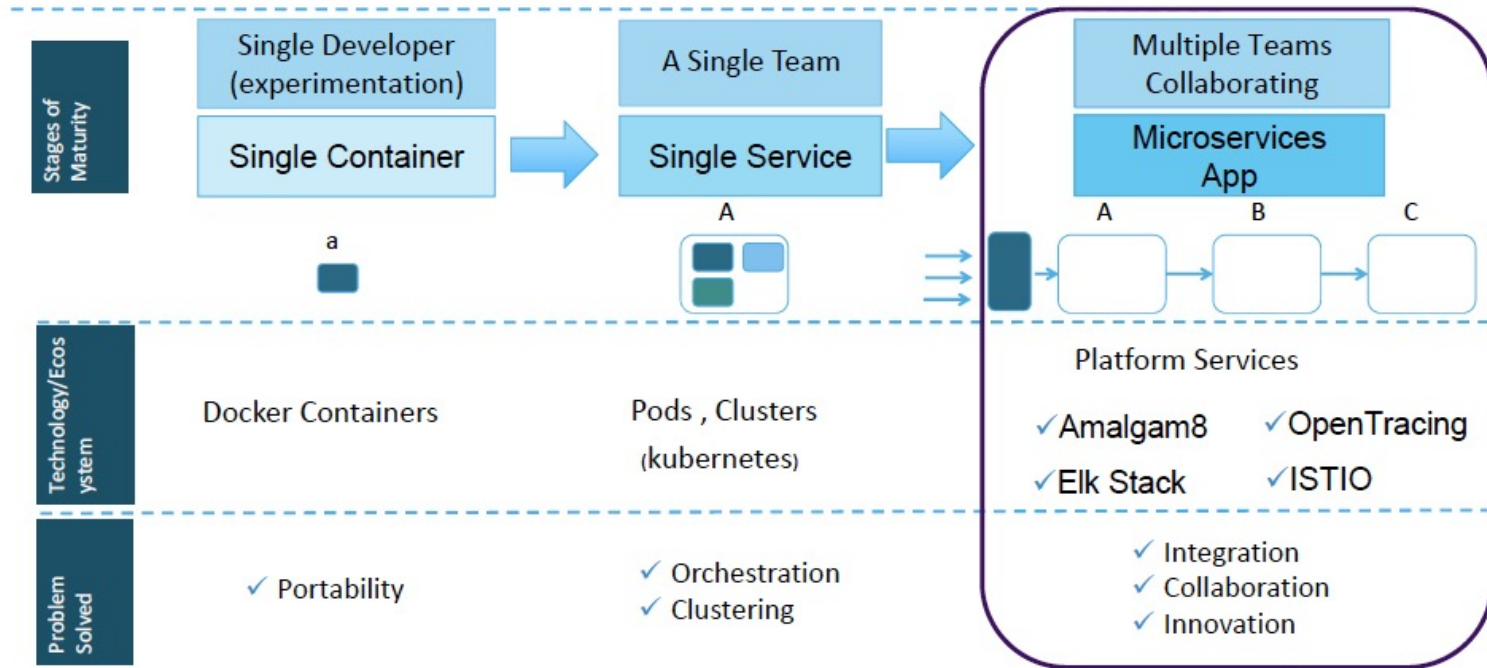 Stages of
Maturity
Single Developer
(experimentation)
Single Container
a
A Single Team
Single Service
A
Multiple Teams
Collaborating
Microservices
App
A
B
C
Technology/Ecos
ystem
Docker Containers
Pods , Clusters
(kubernetes)
Platform Services
✓Amalgam8
✓OpenTracing
✓Elk Stack
✓ISTIO
Problem
Solved
✓ Portability
✓ Orchestration
✓ Clustering
✓ Integration
✓ Collaboration
✓ Innovation